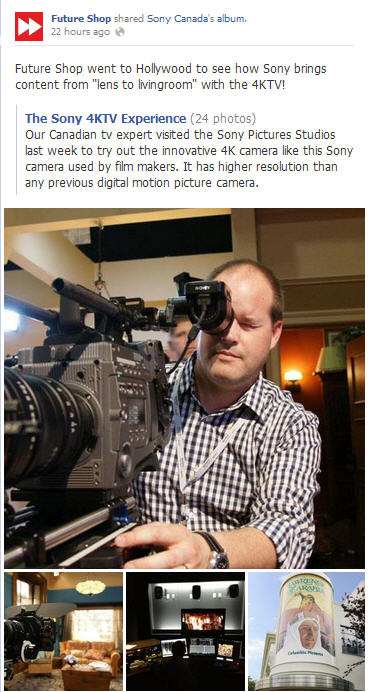 Future Shop shared Sony Canada's album.
22 hours ago
Future Shop went to Hollywood to see how Sony brings
content from "lens to livingroom" with the 4KTV!
The Sony 4KTV Experience (24 photos)
Our Canadian tv expert visited the Sony Pictures Studios
last week to try out the innovative 4K camera like this Sony
camera used by film makers. It has higher resolution than
any previous digital motion picture camera.
SONY
LAWRENCE
OF ARABIA
Columbia Pictures